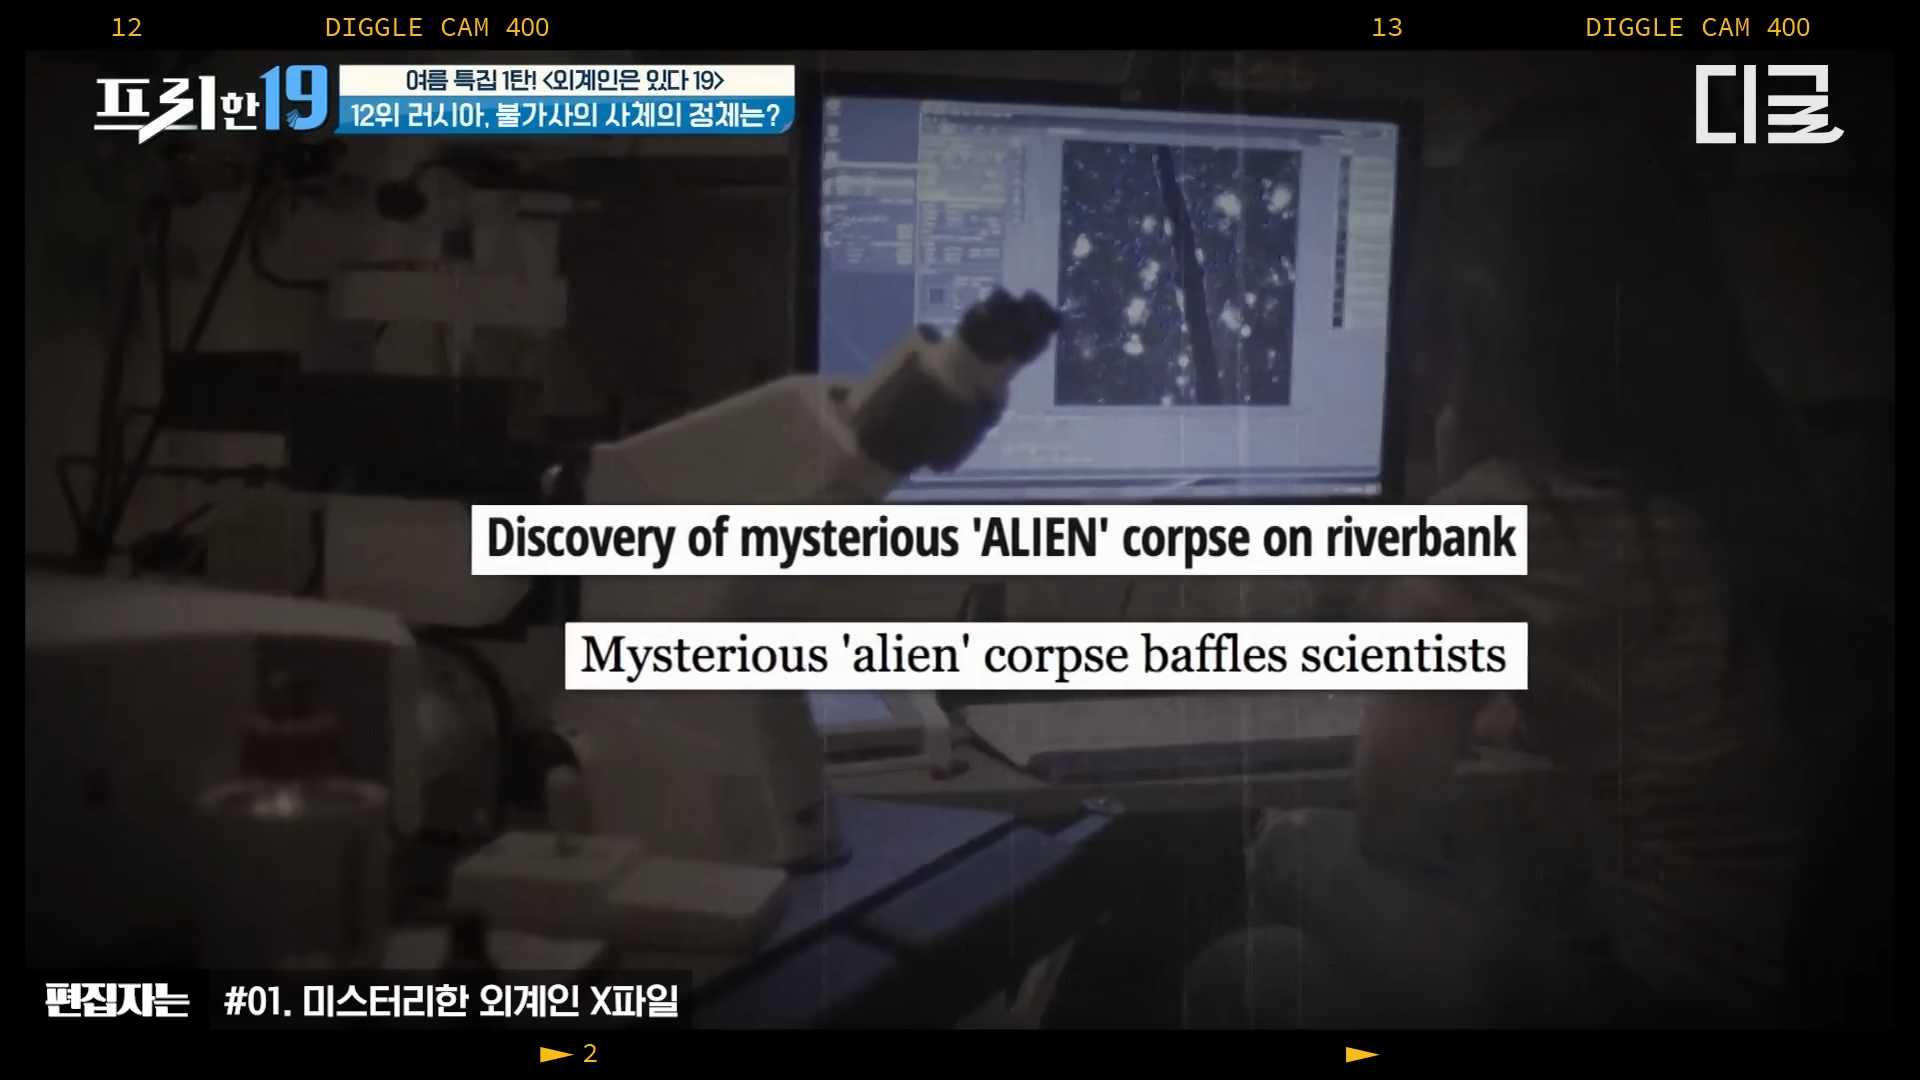 12 DIGGLE CAM 400 13 DIGGLE CAM 400
프리한19
여름 특집 1탄! <외계인은 있다 19>
12위 러시아, 불가사의 사체의 정체는?
디글
Discovery of mysterious 'ALIEN' corpse on riverbank
Mysterious 'alien' corpse baffles scientists
편집자는 #01. 미스터리한 외계인 X파일
2